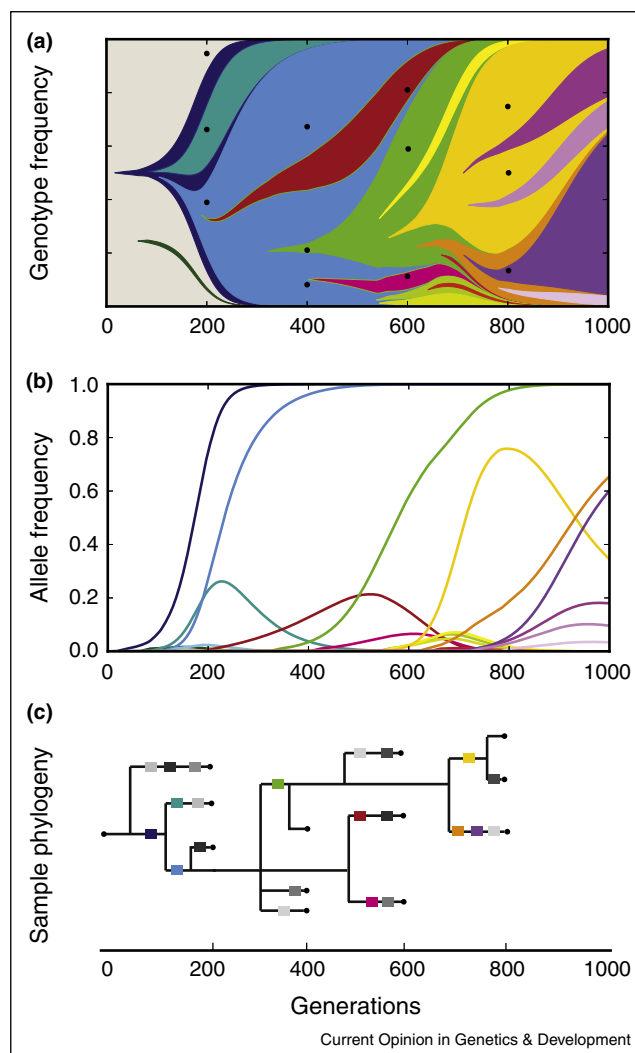 (a)
Genotype frequency
0 200 400 600 800 1000
(b)
1.0
0.8
0.6
0.4
0.2
0.0
Allele frequency
0 200 400 600 800 1000
(c)
Sample phylogeny
0 200 400 600 800 1000
Generations
Current Opinion in Genetics & Development